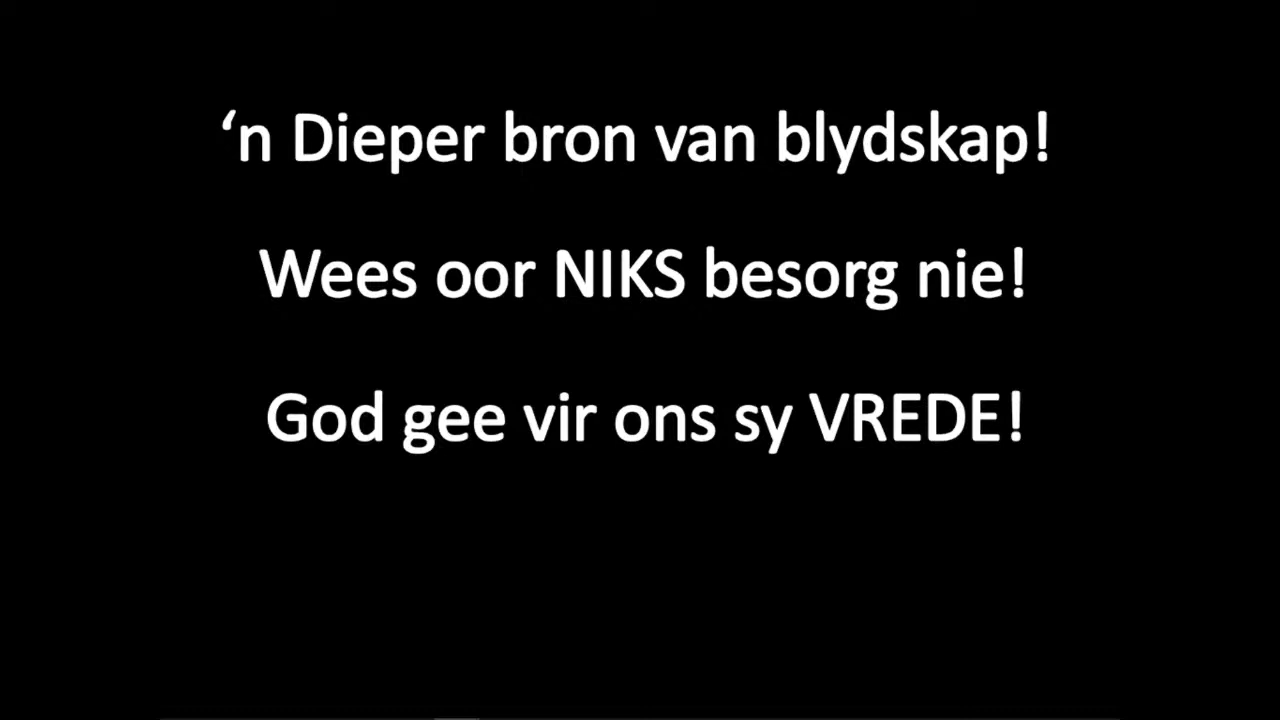 ‘n Dieper bron van blydskap!
Wees oor NIKS besorg nie!
God gee vir ons sy VREDE!